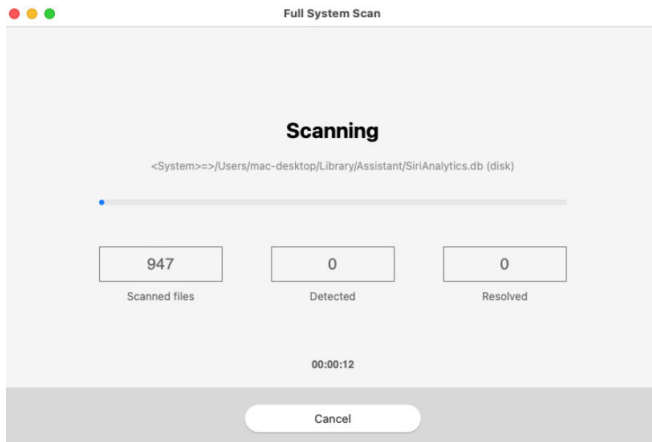 Full System Scan
Scanning
<System>=>/Users/mac-desktop/Library/Assistant/SiriAnalytics.db (disk)
947 0 0
Scanned files Detected Resolved
00:00:12
Cancel